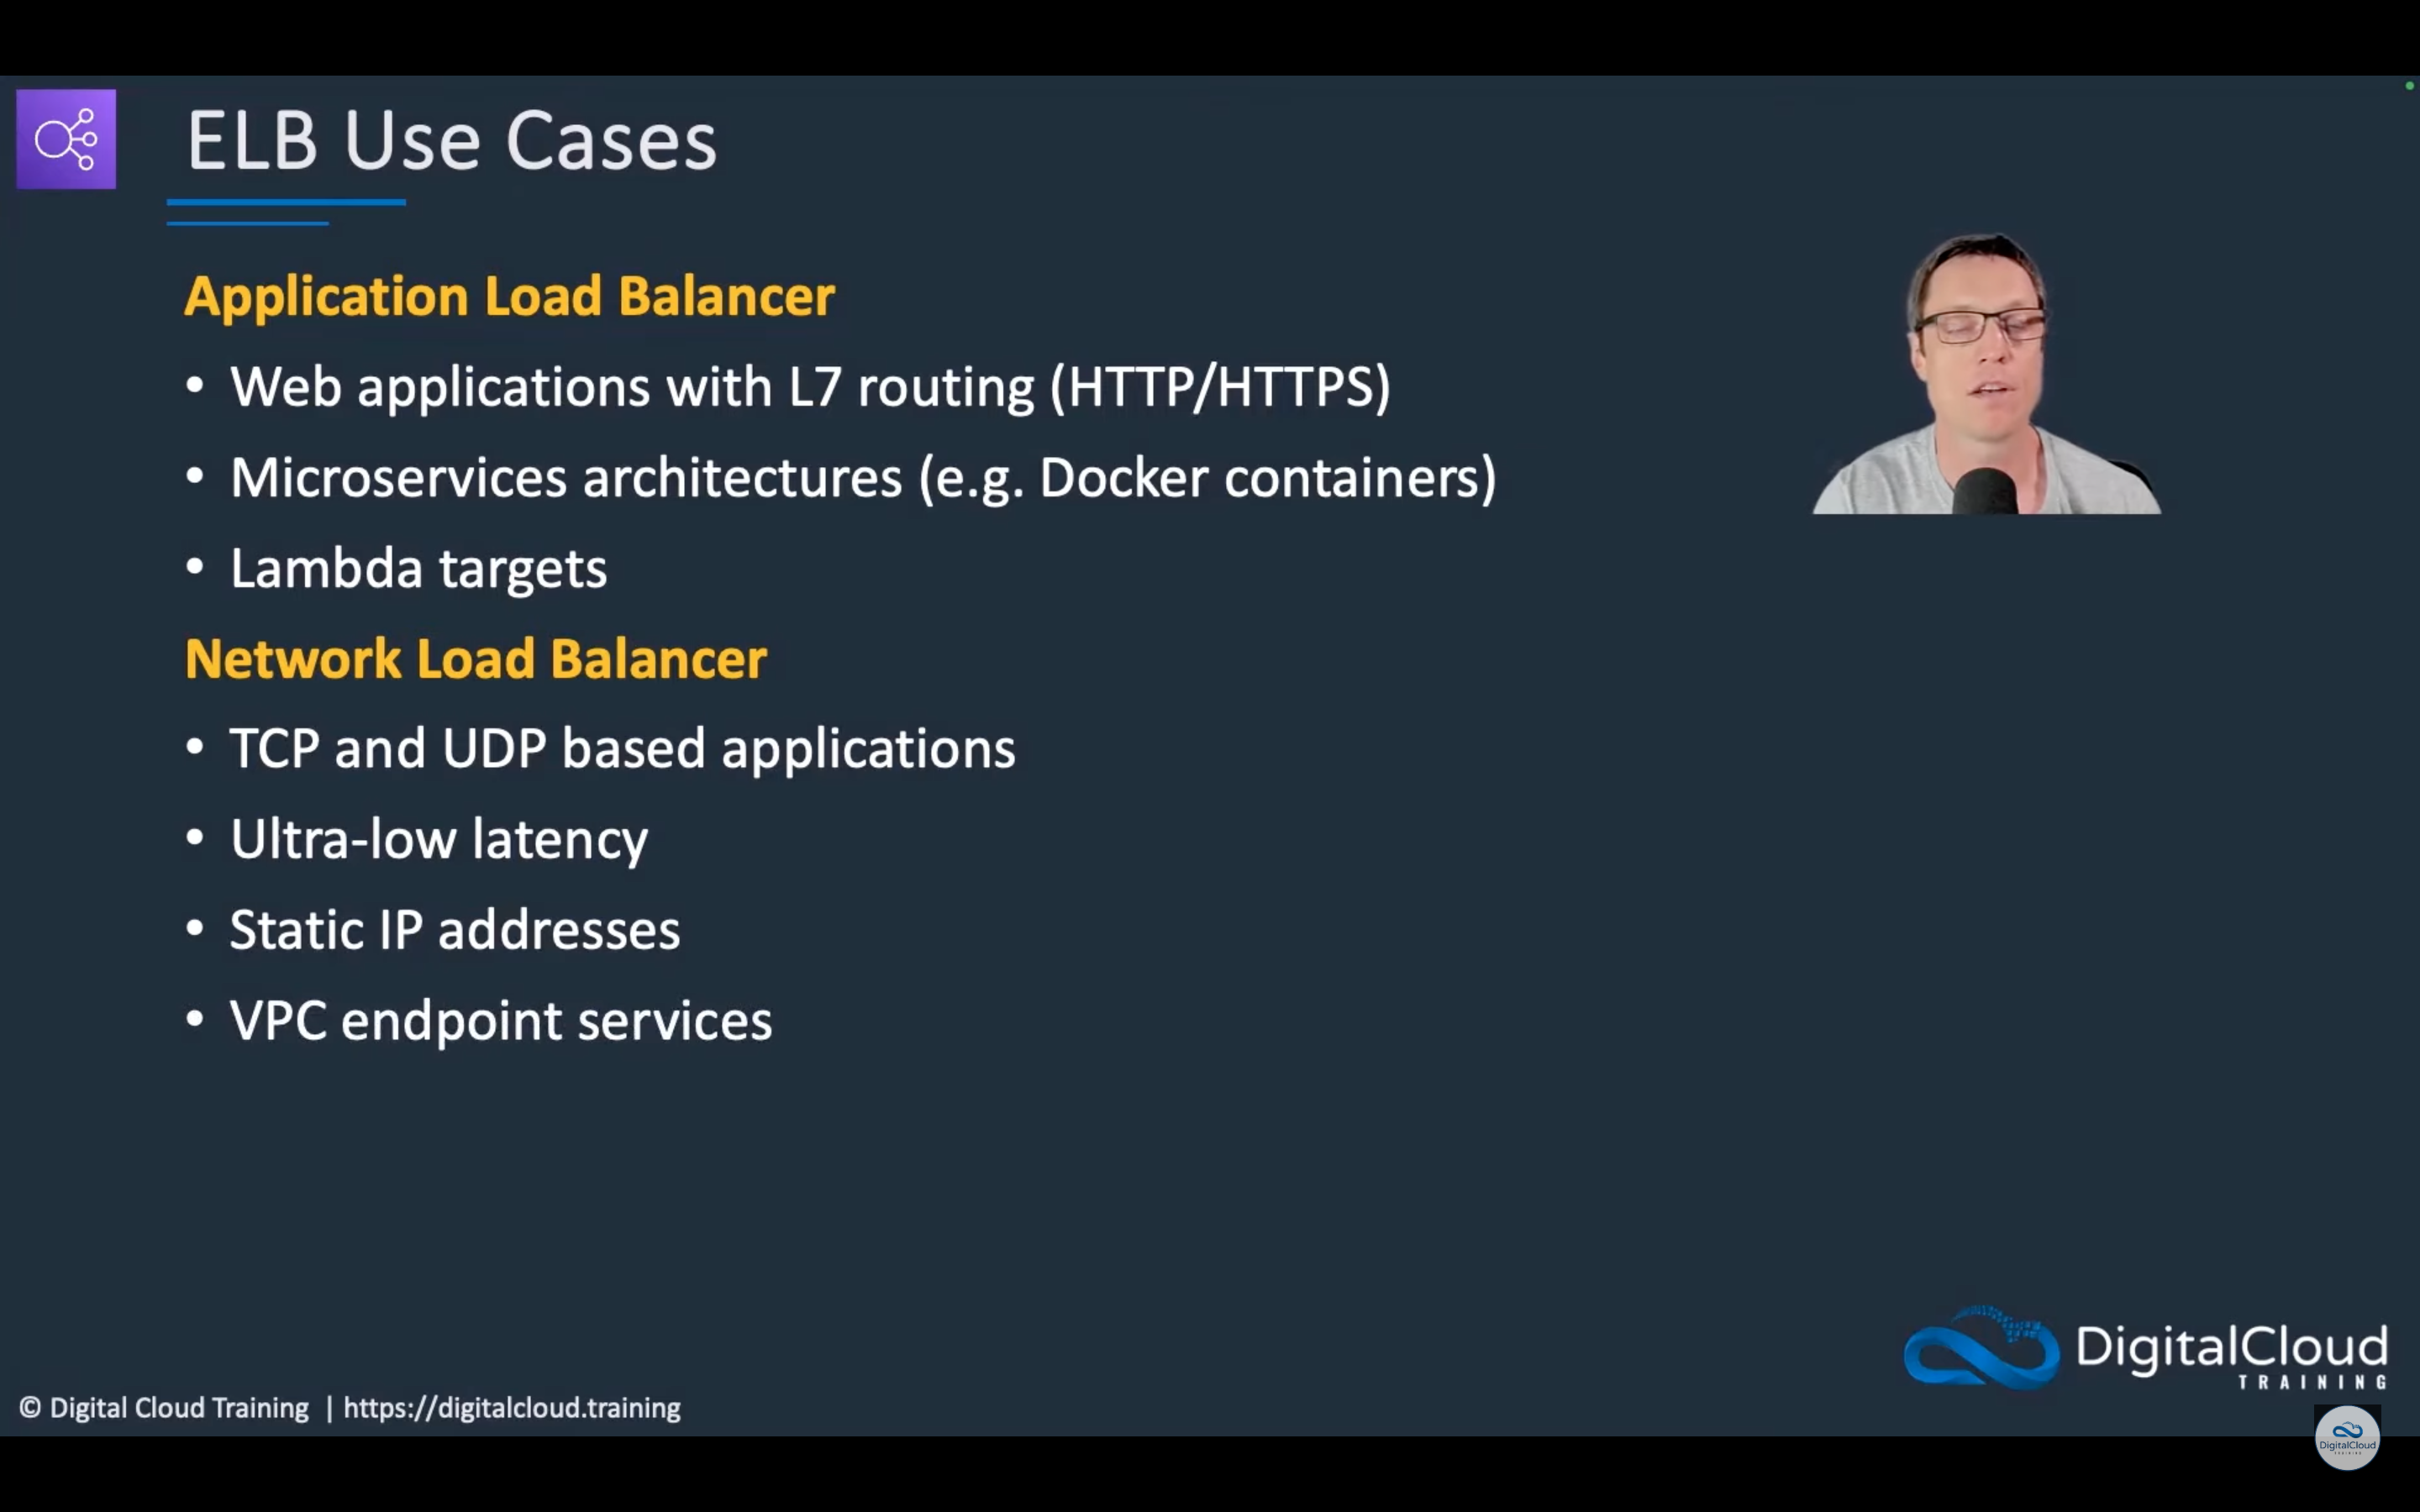 ELB Use Cases
Application Load Balancer
• Web applications with L7 routing (HTTP/HTTPS)
• Microservices architectures (e.g. Docker containers)
• Lambda targets
Network Load Balancer
• TCP and UDP based applications
• Ultra-low latency
• Static IP addresses
• VPC endpoint services
DigitalCloud
TRAINING
© Digital Cloud Training | https://digitalcloud.training
DigitalCloud
TRAINING